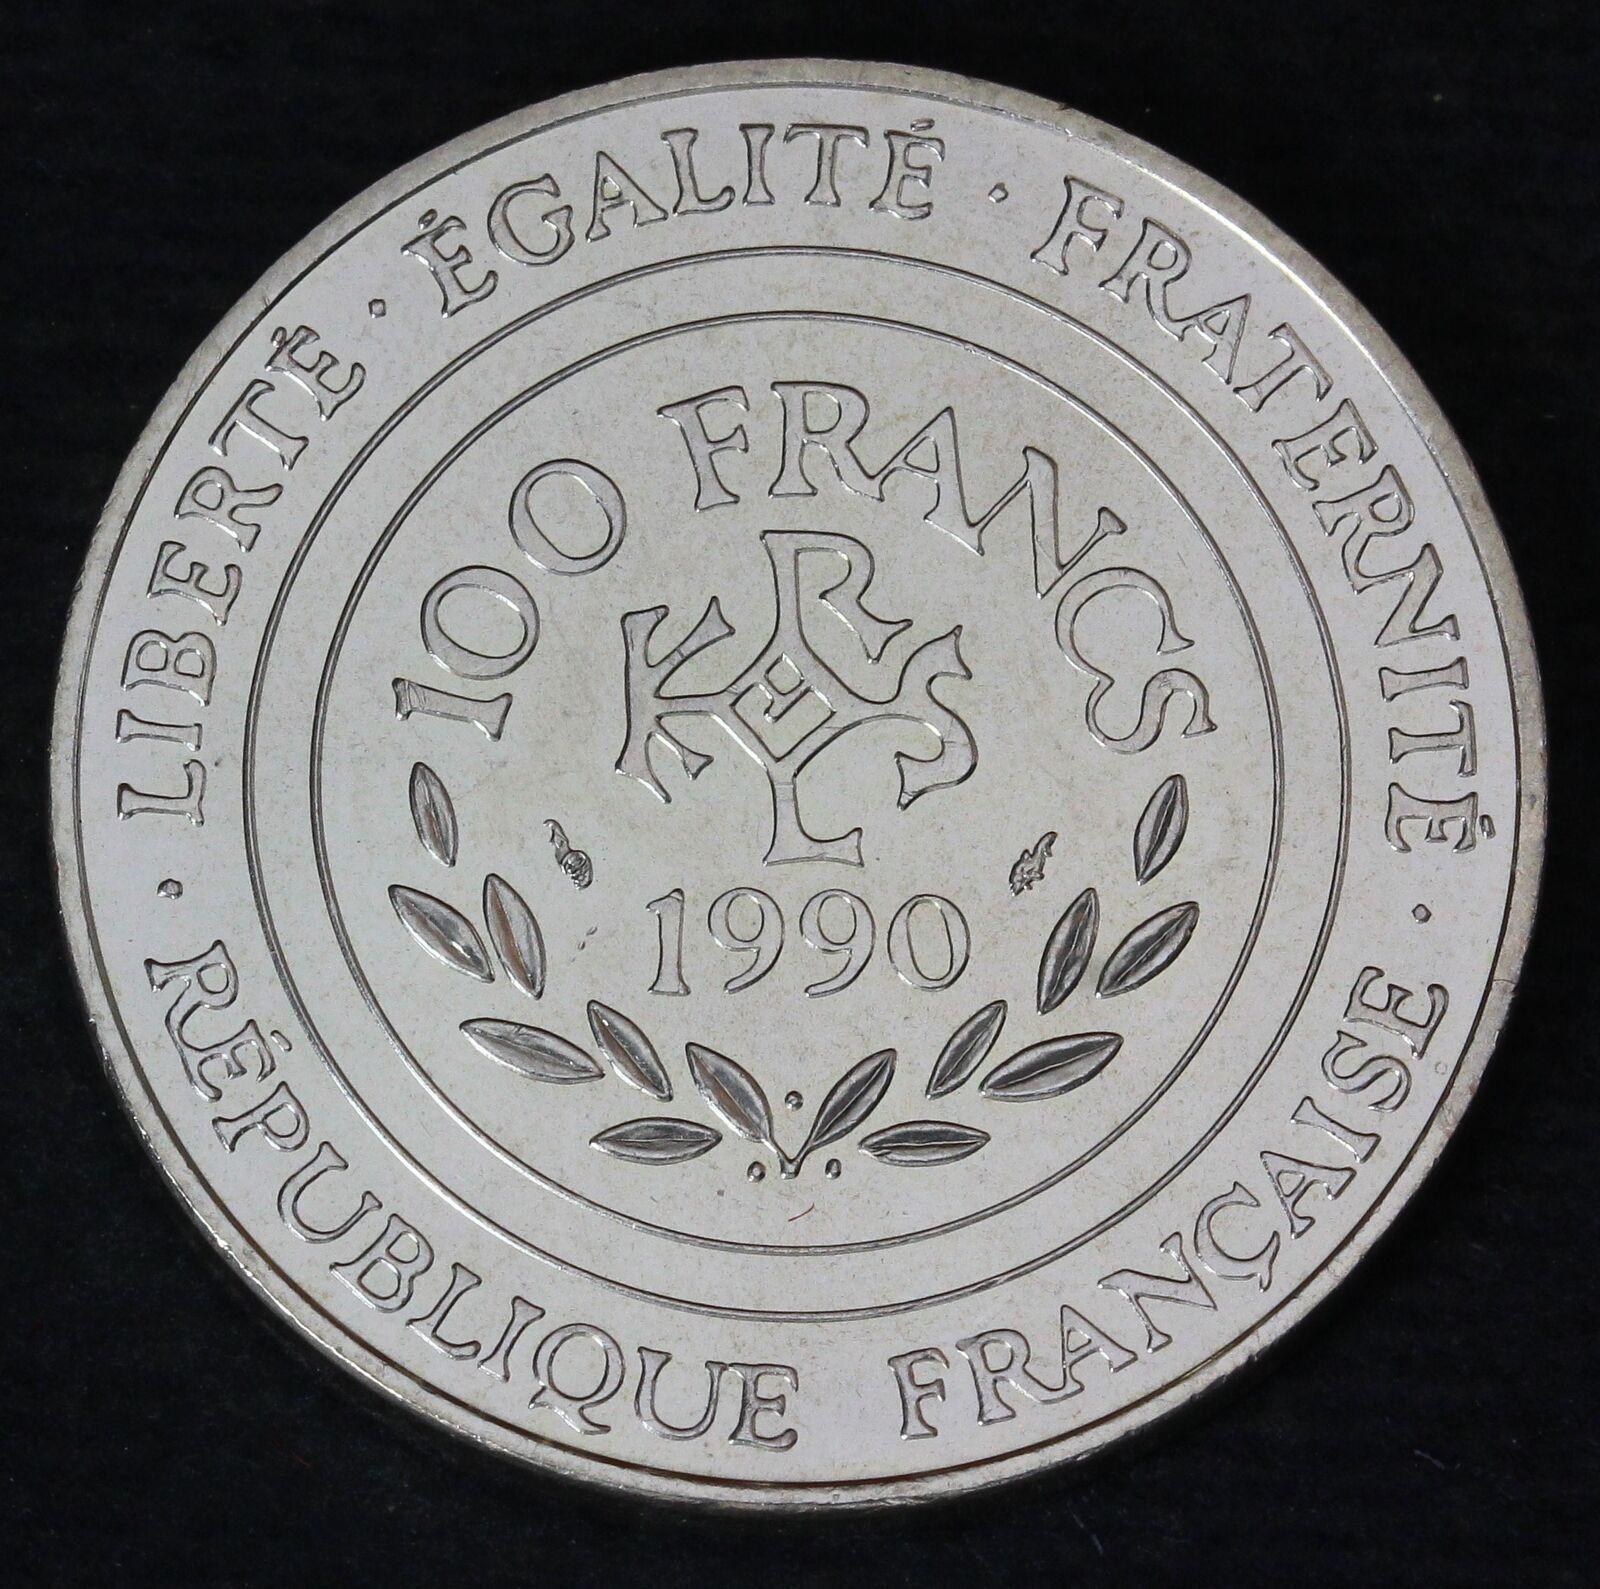 · LIBERTÉ · ÉGALITÉ · FRATERNITÉ ·
RÉPUBLIQUE FRANÇAISE
100 FRANCS
1990